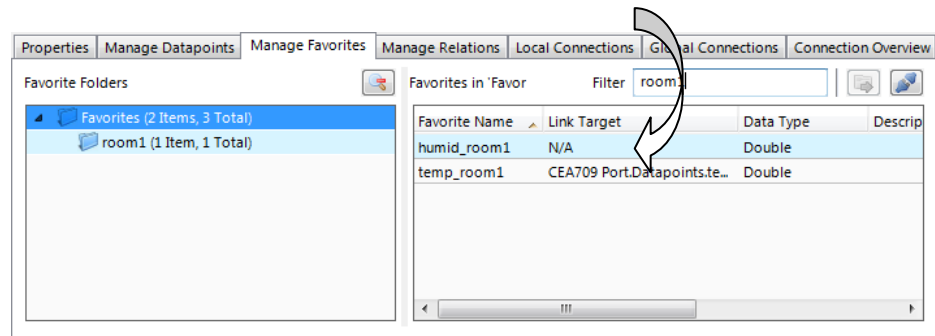 Properties Manage Datapoints Manage Favorites Manage Relations Local Connections Global Connections Connection Overview
Favorite Folders
Favorites in 'Favor Filter room1
Favorites (2 Items, 3 Total)
room1 (1 Item, 1 Total)
Favorite Name Link Target Data Type Descrip
humid_room1 N/A Double
temp_room1 CEA709 Port.Datapoints.te... Double